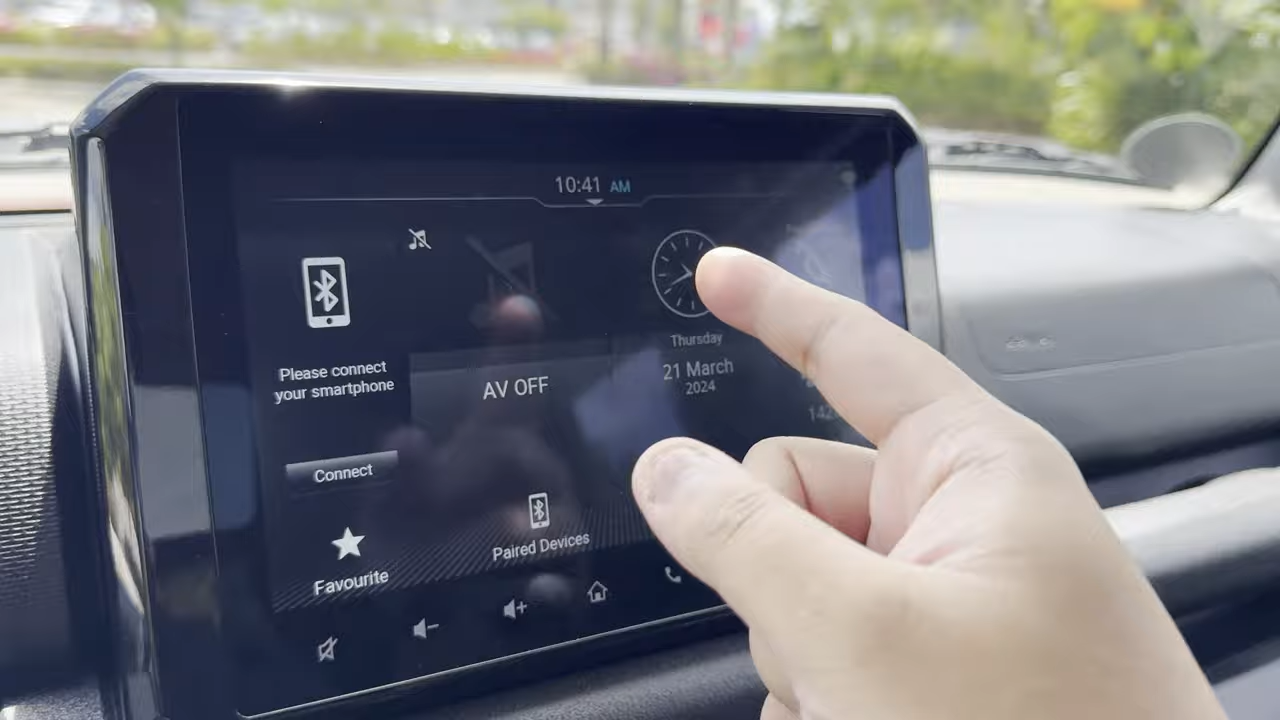 10:41 AM
Please connect
your smartphone
Connect
AV OFF
Thursday
21 March
2024
Favourite
Paired Devices